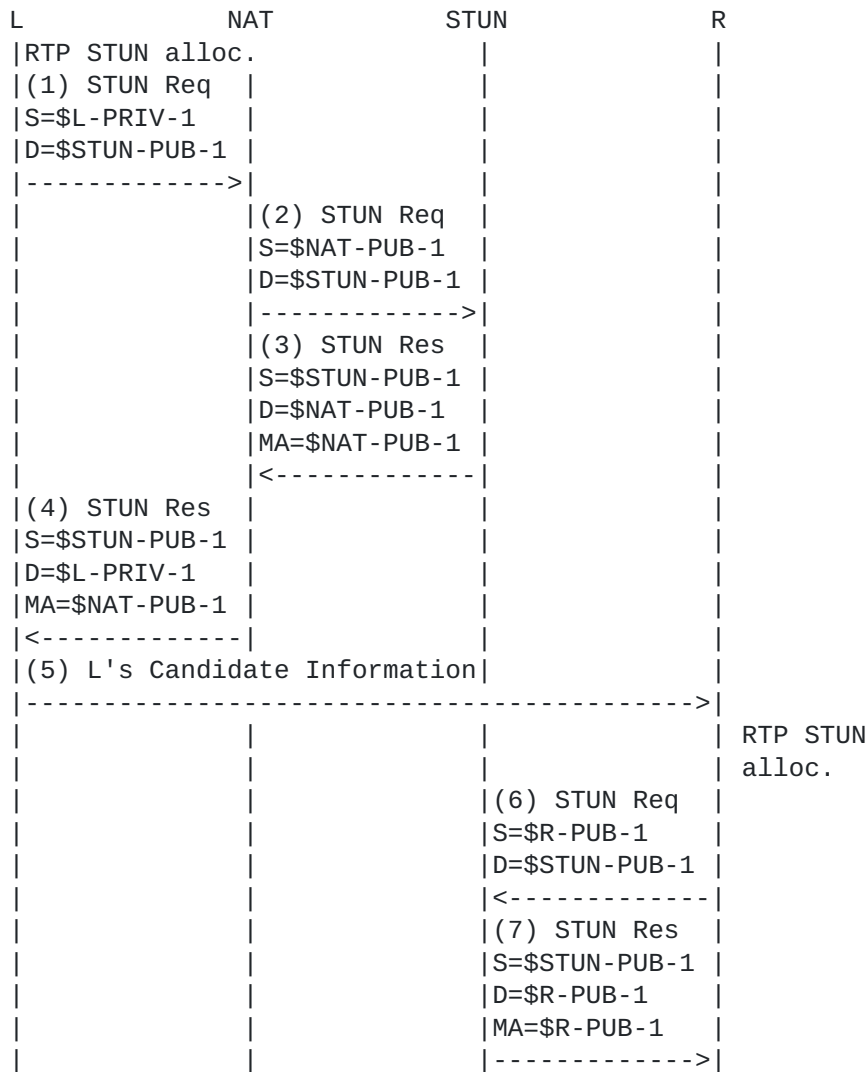 L             NAT           STUN             R
|RTP STUN alloc.              |              |
|(1) STUN Req  |              |              |
|S=$L-PRIV-1   |              |              |
|D=$STUN-PUB-1 |              |              |
|------------->|              |              |
|              |(2) STUN Req  |              |
|              |S=$NAT-PUB-1  |              |
|              |D=$STUN-PUB-1 |              |
|              |------------->|              |
|              |(3) STUN Res  |              |
|              |S=$STUN-PUB-1 |              |
|              |D=$NAT-PUB-1  |              |
|              |MA=$NAT-PUB-1 |              |
|              |<-------------|              |
|(4) STUN Res  |              |              |
|S=$STUN-PUB-1 |              |              |
|D=$L-PRIV-1   |              |              |
|MA=$NAT-PUB-1 |              |              |
|<-------------|              |              |
|(5) L's Candidate Information|              |
|------------------------------------------->|
|              |              |              | RTP STUN
|              |              |              | alloc.
|              |              |(6) STUN Req  |
|              |              |S=$R-PUB-1    |
|              |              |D=$STUN-PUB-1 |
|              |              |<-------------|
|              |              |(7) STUN Res  |
|              |              |S=$STUN-PUB-1 |
|              |              |D=$R-PUB-1    |
|              |              |MA=$R-PUB-1   |
|              |              |------------->|